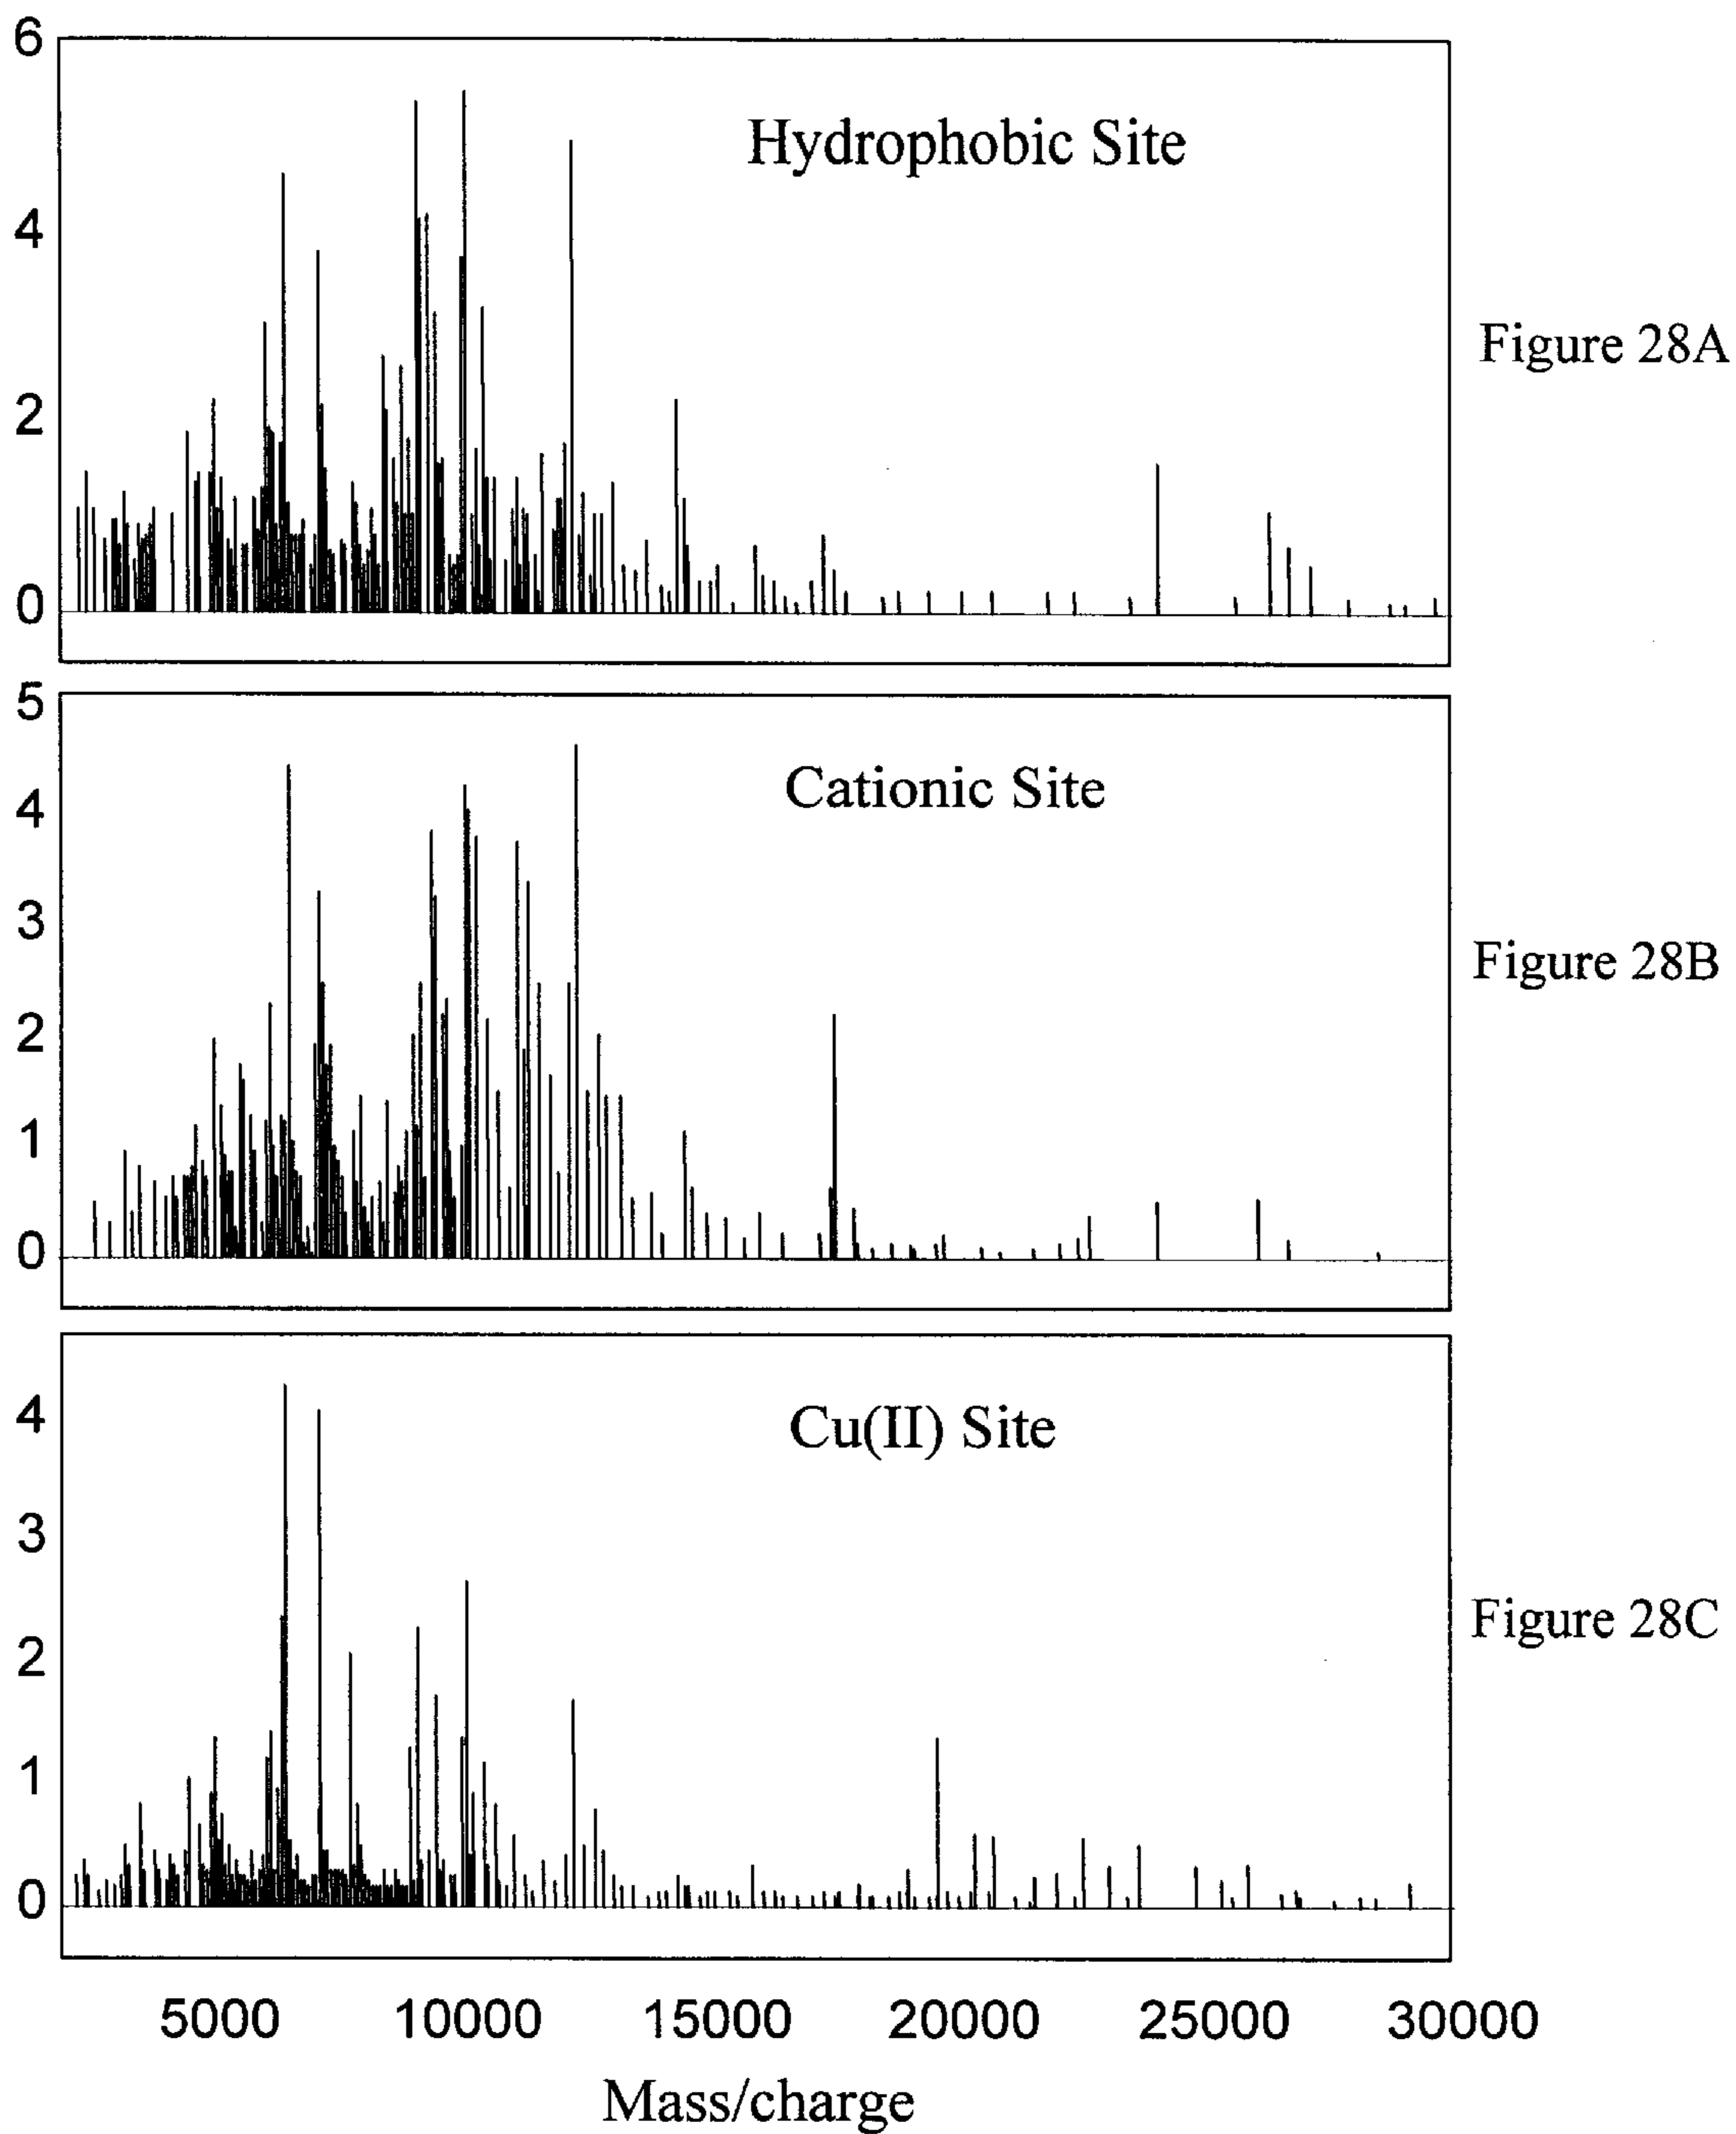 6
Hydrophobic Site
4
Figure 28A
2
0
5
Cationic Site
4
3
Figure 28B
2
1
0
4
Cu(II) Site
3
Figure 28C
2
1
0
5000 10000 15000 20000 25000 30000
Mass/charge